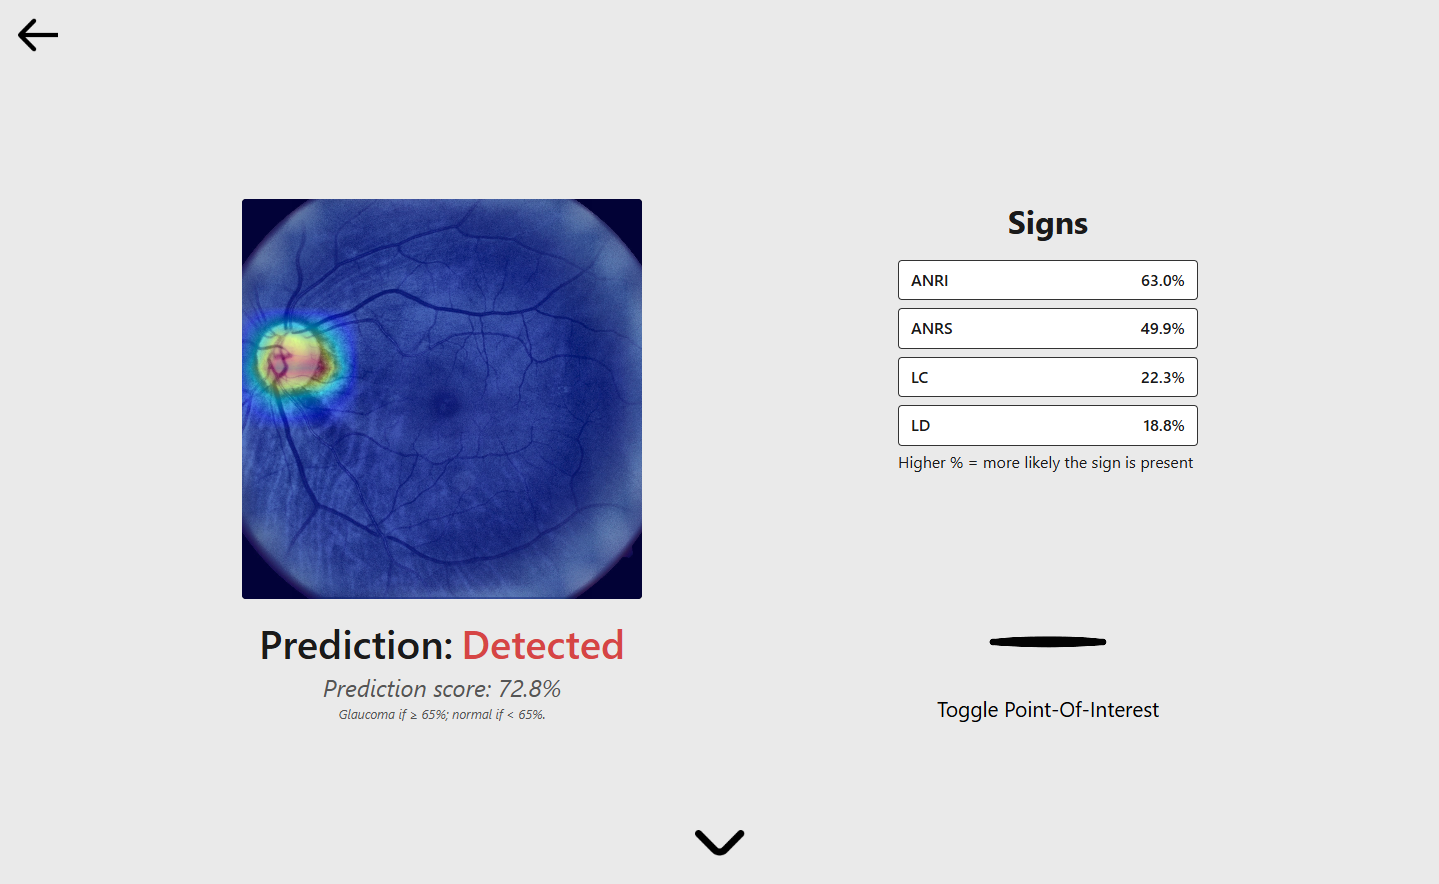 Prediction: Detected
Prediction score: 72.8%
Glaucoma if ≥ 65%; normal if < 65%.
Signs
ANRI 63.0%
ANRS 49.9%
LC 22.3%
LD 18.8%
Higher % = more likely the sign is present
Toggle Point-Of-Interest